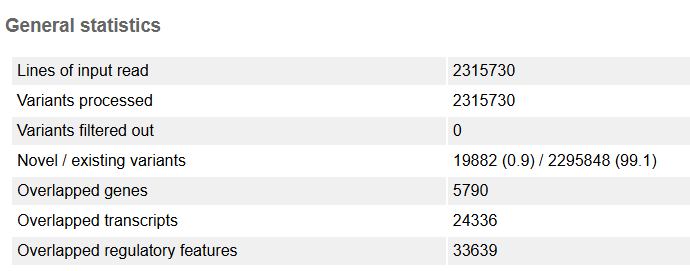 General statistics
Lines of input read 2315730
Variants processed 2315730
Variants filtered out 0
Novel / existing variants 19882 (0.9) / 2295848 (99.1)
Overlapped genes 5790
Overlapped transcripts 24336
Overlapped regulatory features 33639